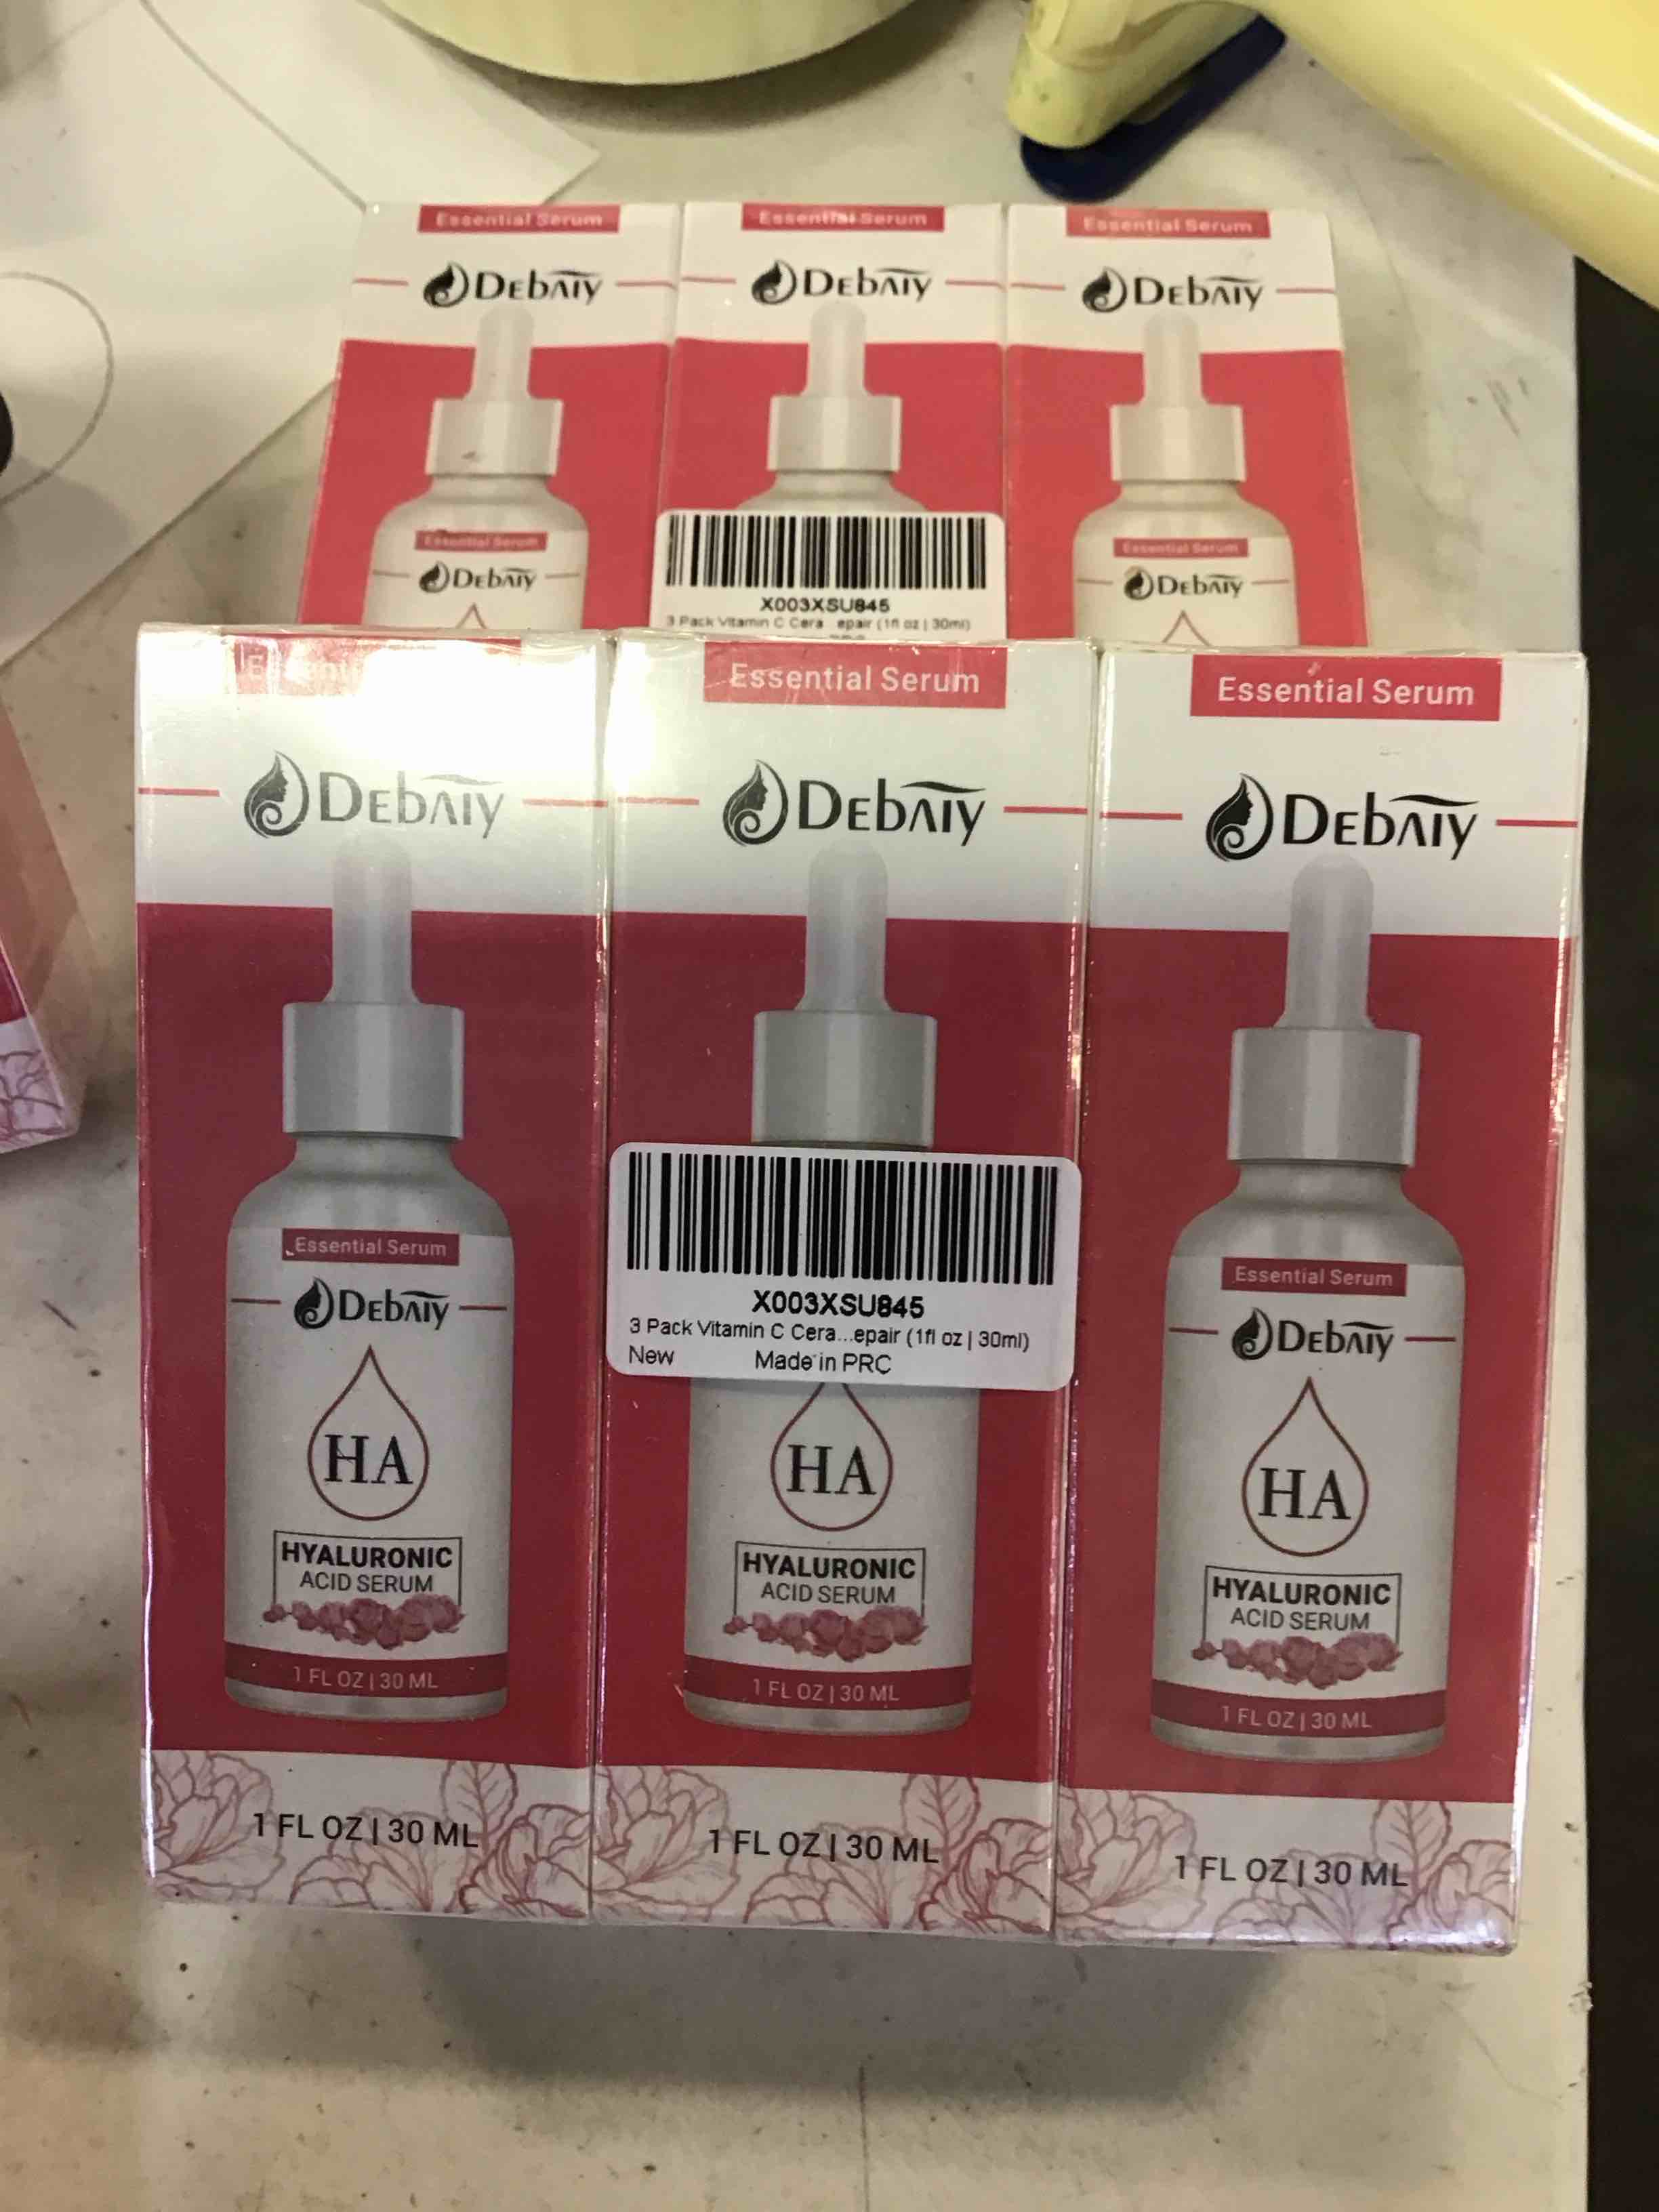 Essential Serum
Essential Serum
Essential Serum
DEbAIY
DEbAIY
DEbAIY
Essential Serum
DEbAIY
Essential Serum
DEbAIY
X003XSU845
3 Pack Vitamin C Cera epair (1fl oz | 30ml)
Essential Serum
Essential Serum
DEbAIY
DEbAIY
DEbAIY
Essential Serum
DEbAIY
HA
HYALURONIC
ACID SERUM
1 FL OZ | 30 ML
1 FL OZ | 30 ML
X003XSU845
3 Pack Vitamin C Cera...epair (1fl oz | 30ml)
New Made in PRC
HA
HYALURONIC
ACID SERUM
1 FL OZ | 30 ML
1 FL OZ | 30 ML
Essential Serum
DEbAIY
HA
HYALURONIC
ACID SERUM
1 FL OZ | 30 ML
1 FL OZ | 30 ML